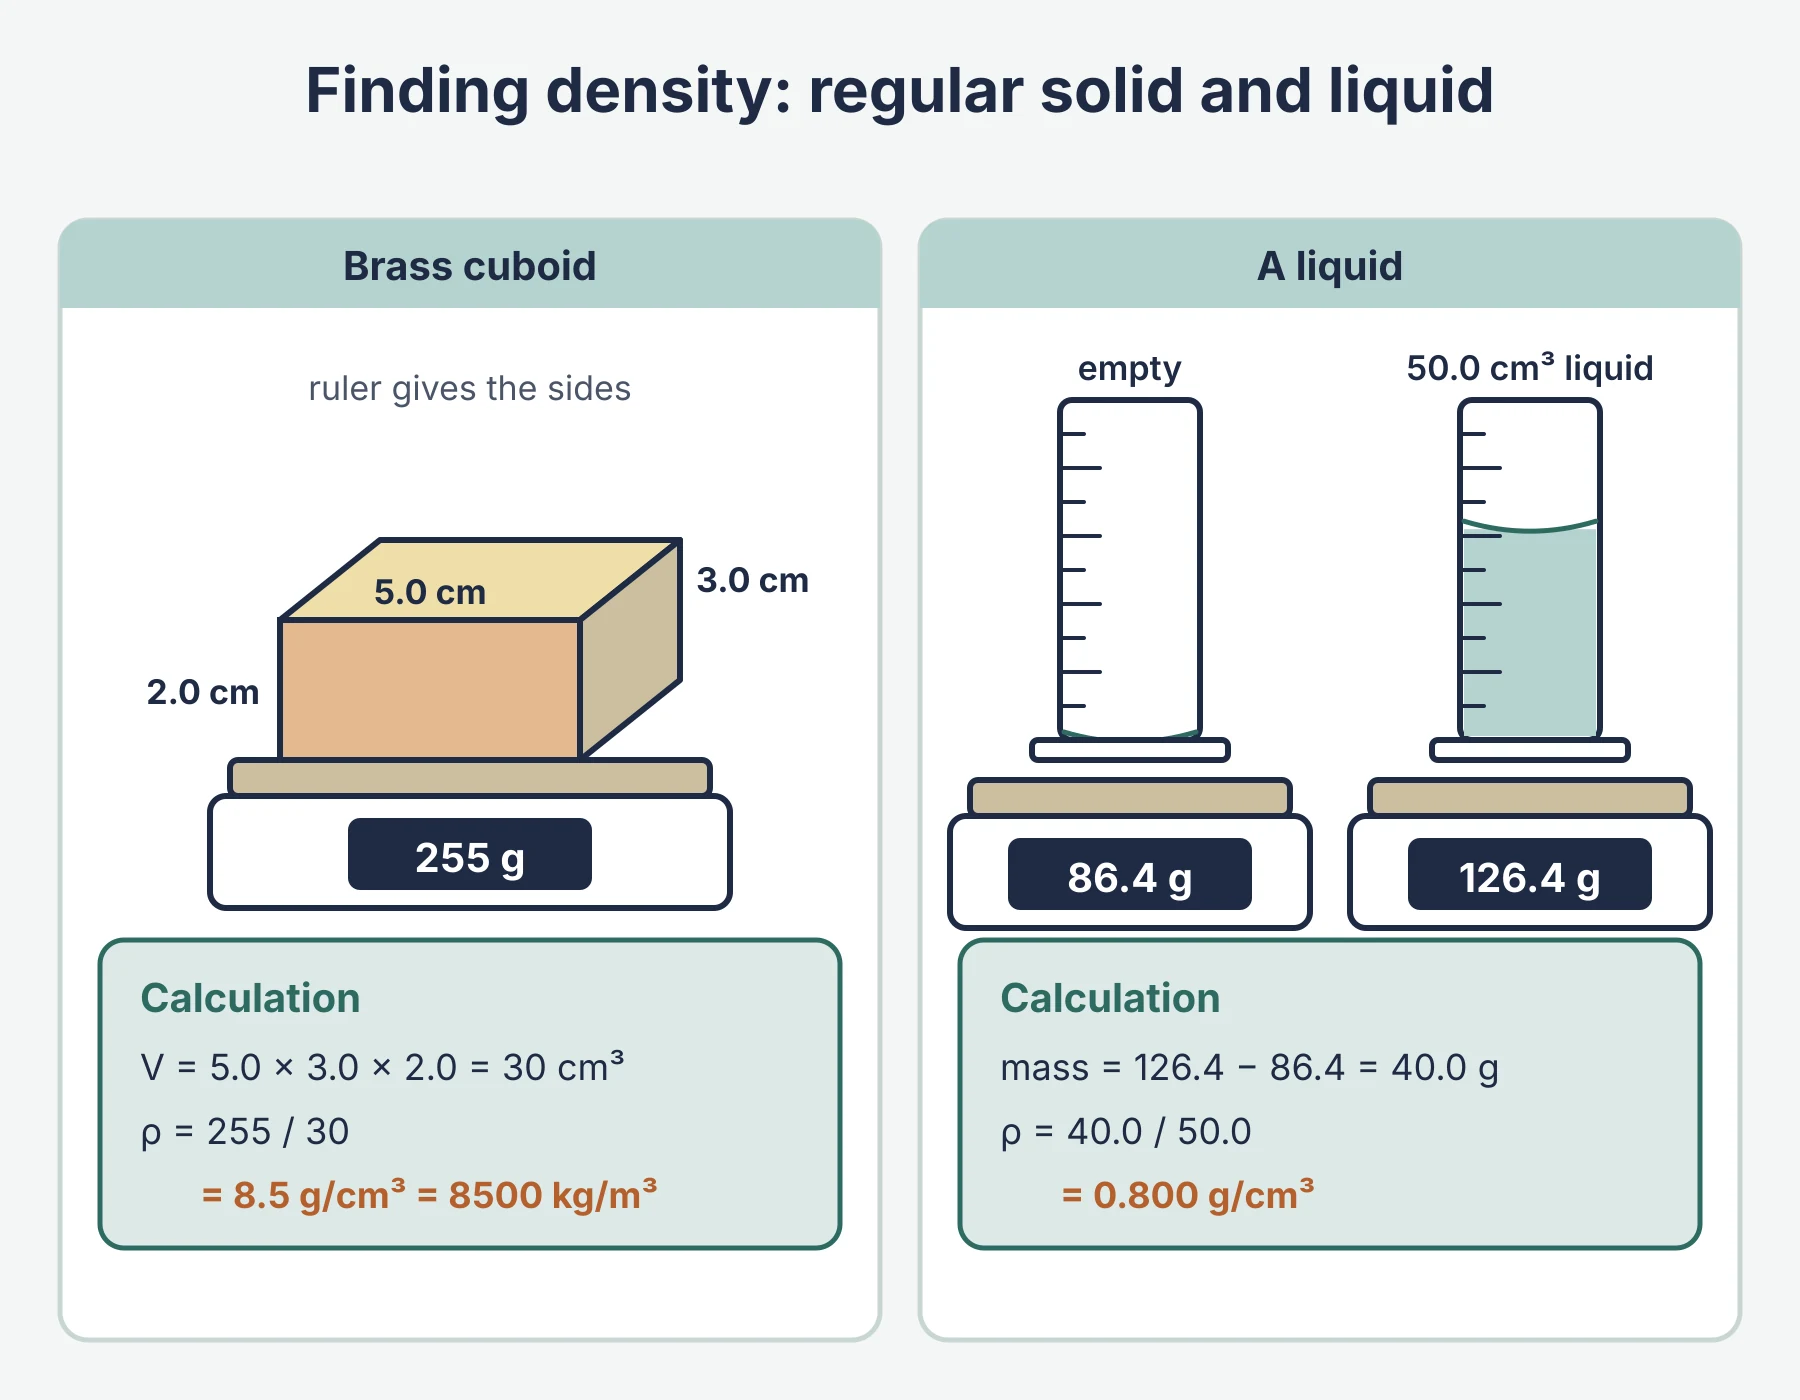 Finding density: regular solid and liquid
Brass cuboid
ruler gives the sides
5.0 cm
3.0 cm
2.0 cm
255 g
Calculation
V = 5.0 × 3.0 × 2.0 = 30 cm³
ρ = 255 / 30
= 8.5 g/cm³ = 8500 kg/m³
A liquid
empty
50.0 cm³ liquid
86.4 g
126.4 g
Calculation
mass = 126.4 − 86.4 = 40.0 g
ρ = 40.0 / 50.0
= 0.800 g/cm³